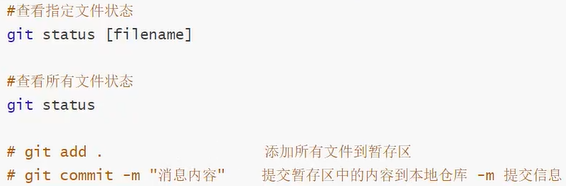 #查看指定文件状态
git status [filename]
#查看所有文件状态
git status
# git add . 添加所有文件到暂存区
# git commit -m "消息内容" 提交暂存区中的内容到本地仓库 -m 提交信息